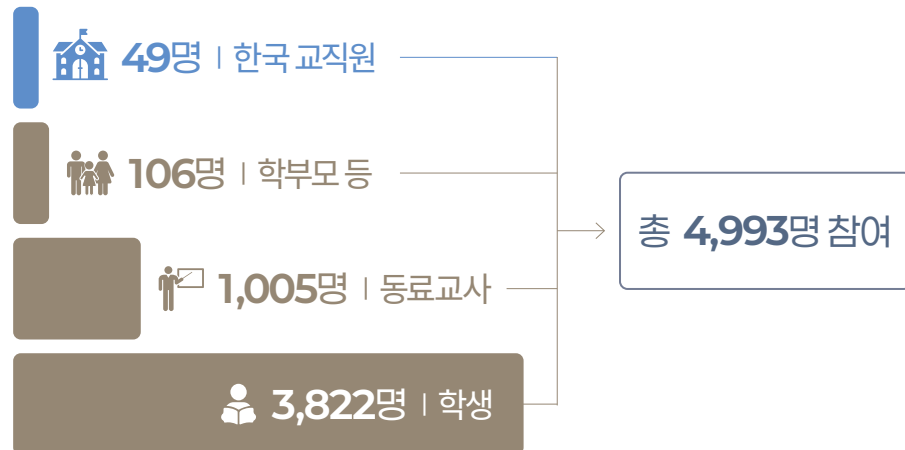 49명 | 한국 교직원
106명 | 학부모 등
총 4,993명 참여
1,005명 | 동료교사
3,822명 | 학생